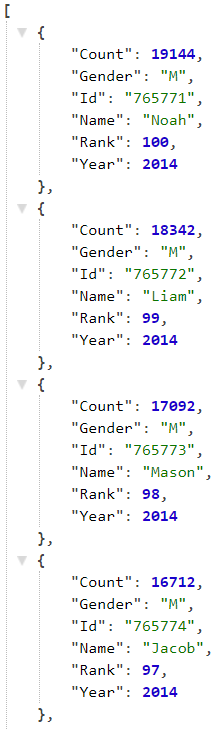 [
{
"Count": 19144,
"Gender": "M",
"Id": "765771",
"Name": "Noah",
"Rank": 100,
"Year": 2014
},
{
"Count": 18342,
"Gender": "M",
"Id": "765772",
"Name": "Liam",
"Rank": 99,
"Year": 2014
},
{
"Count": 17092,
"Gender": "M",
"Id": "765773",
"Name": "Mason",
"Rank": 98,
"Year": 2014
},
{
"Count": 16712,
"Gender": "M",
"Id": "765774",
"Name": "Jacob",
"Rank": 97,
"Year": 2014
},